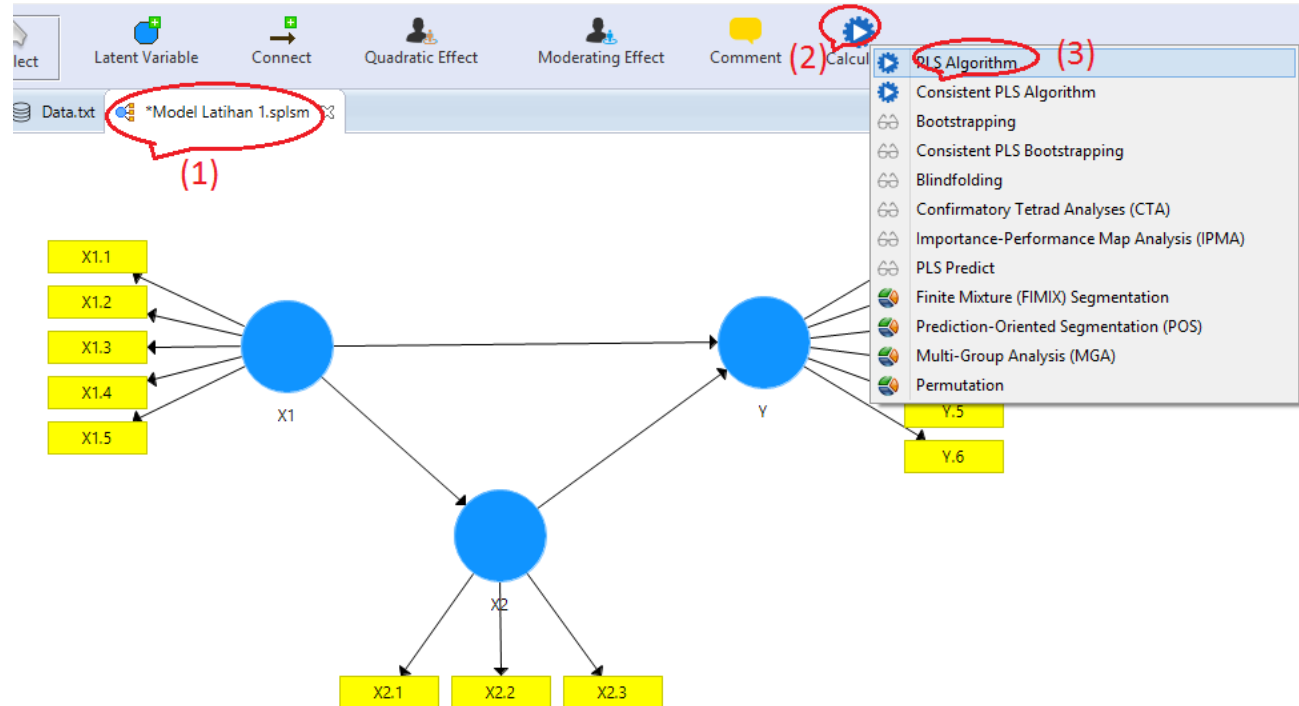 lect
Latent Variable
Connect
Quadratic Effect
Moderating Effect
Comment
(2)
Calcul
Data.txt
*Model Latihan 1.splsm
(1)
PLS Algorithm
(3)
Consistent PLS Algorithm
Bootstrapping
Consistent PLS Bootstrapping
Blindfolding
Confirmatory Tetrad Analyses (CTA)
Importance-Performance Map Analysis (IPMA)
PLS Predict
Finite Mixture (FIMIX) Segmentation
Prediction-Oriented Segmentation (POS)
Multi-Group Analysis (MGA)
Permutation
X1.1
X1.2
X1.3
X1.4
X1.5
X1
Y
Y.5
Y.6
X2
X2.1
X2.2
X2.3